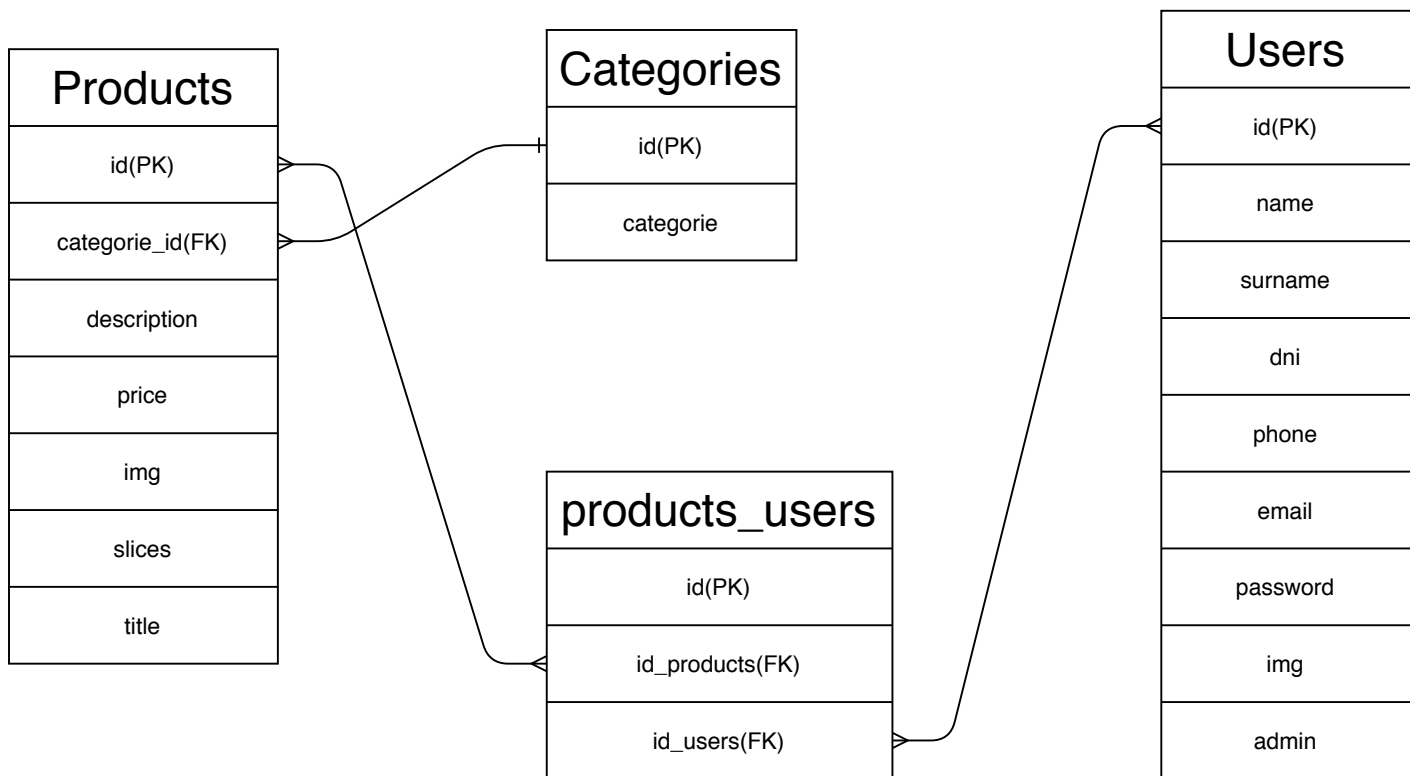 Products
id(PK)
categorie_id(FK)
description
price
img
slices
title
Categories
id(PK)
categorie
products_users
id(PK)
id_products(FK)
id_users(FK)
Users
id(PK)
name
surname
dni
phone
email
password
img
admin